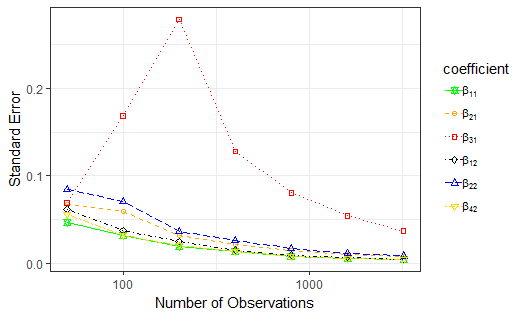 Standard Error
0.2
0.1
0.0
100
1000
Number of Observations
coefficient
β₁₁
β₂₁
β₃₁
β₁₂
β₂₂
β₄₂